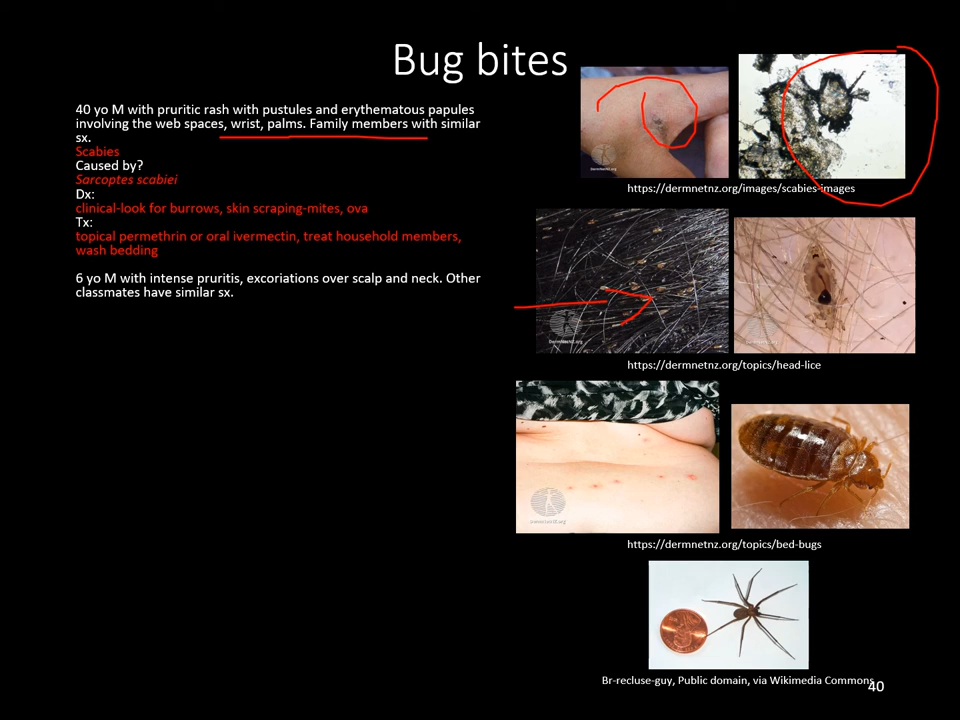 Bug bites
40 yo M with pruritic rash with pustules and erythematous papules
involving the web spaces, wrist, palms. Family members with similar
sx.
Scabies
Caused by?
Sarcoptes scabiei
Dx:
clinical-look for burrows, skin scraping-mites, ova
Tx:
topical permethrin or oral ivermectin, treat household members,
wash bedding
6 yo M with intense pruritis, excoriations over scalp and neck. Other
classmates have similar sx.
https://dermnetnz.org/images/scabies-images
https://dermnetnz.org/topics/head-lice
https://dermnetnz.org/topics/bed-bugs
Br-recluse-guy, Public domain, via Wikimedia Commons
40